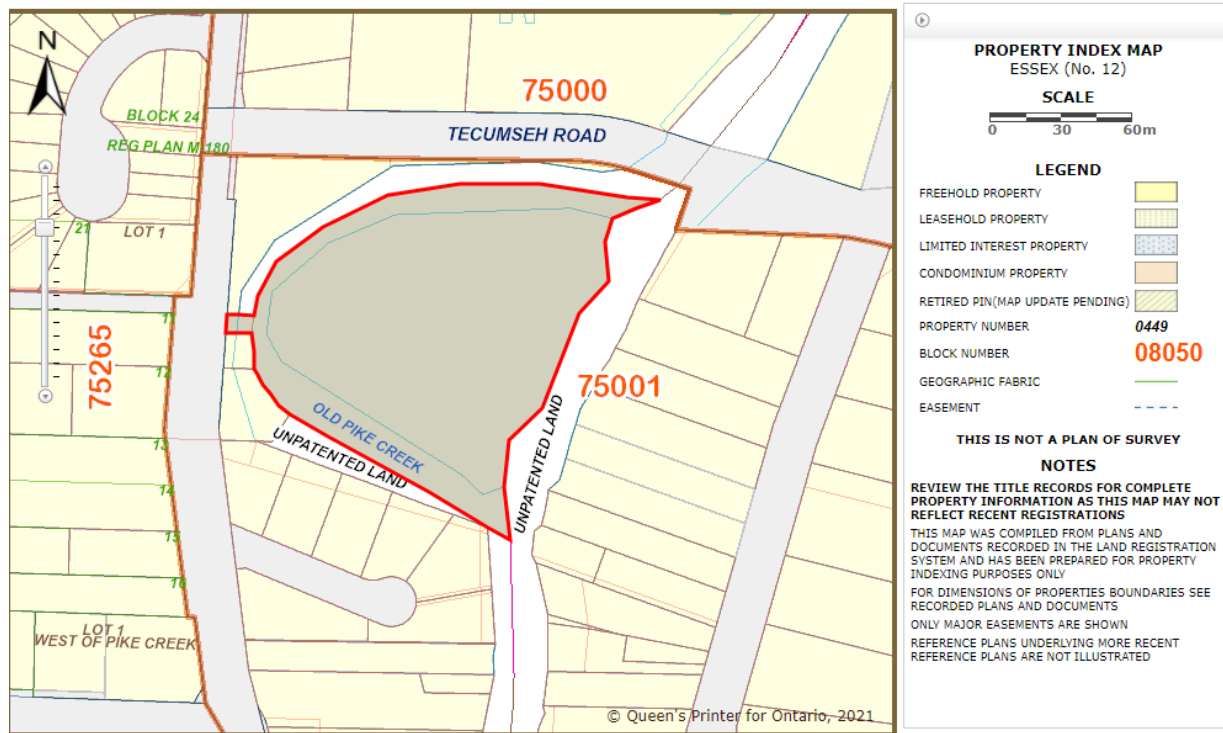 N
75000
BLOCK 24
TECUMSEH ROAD
REG PLAN M-180
21
LOT 1
11
75265
12
75001
OLD PIKE CREEK
UNPATENTED LAND
UNPATENTED LAND
13
14
15
16
LOT 1
WEST OF PIKE CREEK
© Queen's Printer for Ontario, 2021
PROPERTY INDEX MAP
ESSEX (No. 12)
SCALE
0 30 60m
LEGEND
FREEHOLD PROPERTY
LEASEHOLD PROPERTY
LIMITED INTEREST PROPERTY
CONDOMINIUM PROPERTY
RETIRED PIN(MAP UPDATE PENDING)
PROPERTY NUMBER 0449
BLOCK NUMBER 08050
GEOGRAPHIC FABRIC
EASEMENT
THIS IS NOT A PLAN OF SURVEY
NOTES
REVIEW THE TITLE RECORDS FOR COMPLETE
PROPERTY INFORMATION AS THIS MAP MAY NOT
REFLECT RECENT REGISTRATIONS
THIS MAP WAS COMPILED FROM PLANS AND
DOCUMENTS RECORDED IN THE LAND REGISTRATION
SYSTEM AND HAS BEEN PREPARED FOR PROPERTY
INDEXING PURPOSES ONLY
FOR DIMENSIONS OF PROPERTIES BOUNDARIES SEE
RECORDED PLANS AND DOCUMENTS
ONLY MAJOR EASEMENTS ARE SHOWN
REFERENCE PLANS UNDERLYING MORE RECENT
REFERENCE PLANS ARE NOT ILLUSTRATED